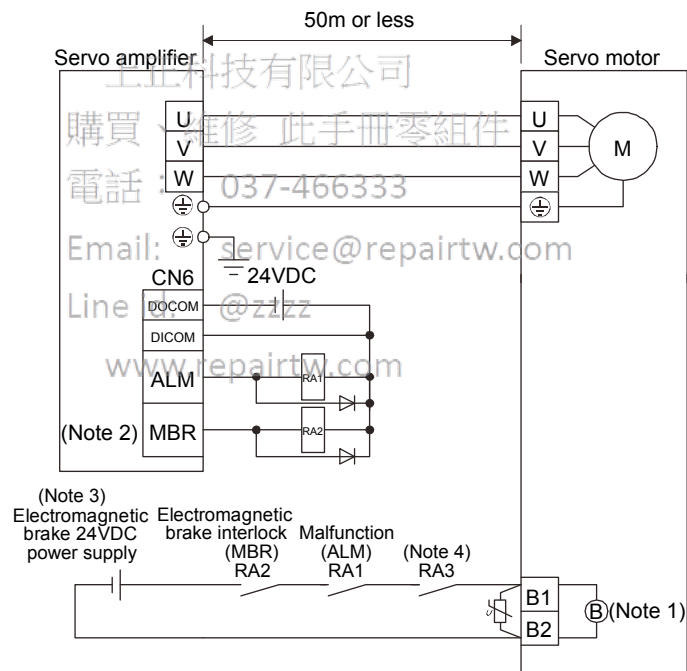 50m or less
Servo amplifier
Servo motor
上正科技有限公司
購買、維修 此手冊零組件
電話： 037-466333
Email: service@repairtw.com
Line id: @zzzz
www.repairtw.com
U
V
W
U
V
W
M
CN6
24VDC
DOCOM
DICOM
ALM
RA1
(Note 2)
MBR
RA2
(Note 3)
Electromagnetic
brake 24VDC
power supply
Electromagnetic
brake interlock
(MBR)
RA2
Malfunction
(ALM)
RA1
(Note 4)
RA3
U
B1
B2
B
(Note 1)